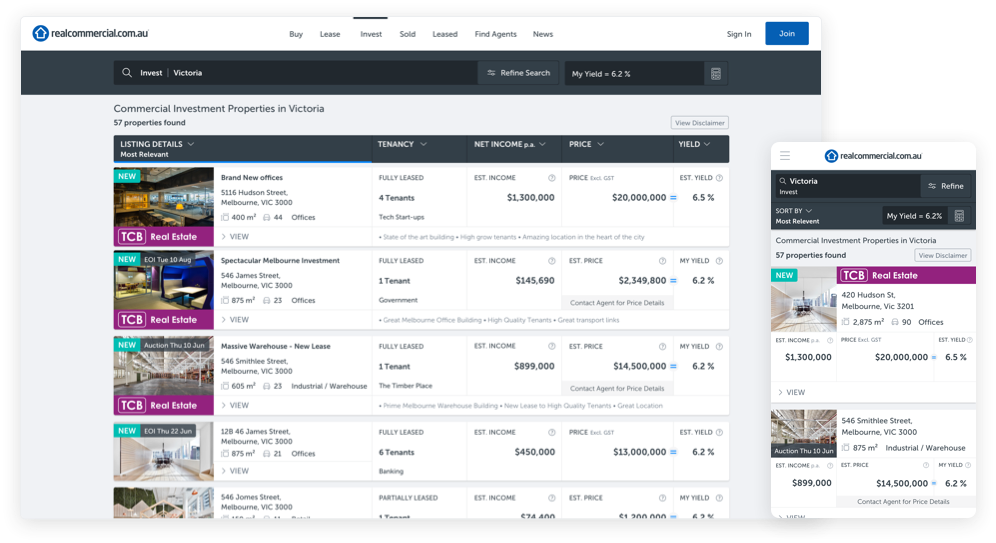 realcommercial.com.au
Buy Lease Invest Sold Leased Find Agents News
Sign In Join
Invest | Victoria
Refine Search
My Yield = 6.2 %
Commercial Investment Properties in Victoria
57 properties found
View Disclaimer
LISTING DETAILS TENANCY NET INCOME p.a. PRICE YIELD
Most Relevant
NEW
TCB Real Estate
Brand New offices
5116 Hudson Street,
Melbourne, VIC 3000
400 m² 44 Offices
VIEW
FULLY LEASED
4 Tenants
Tech Start-ups
EST. INCOME
$1,300,000
PRICE Excl. GST
$20,000,000 =
EST. YIELD
6.5 %
• State of the art building • High grow tenants • Amazing location in the heart of the city
NEW EOI Tue 10 Aug
TCB Real Estate
Spectacular Melbourne Investment
546 James Street,
Melbourne, VIC 3000
875 m² 23 Offices
VIEW
FULLY LEASED
1 Tenant
Government
EST. INCOME
$145,690
EST. PRICE
$2,349,800 =
Contact Agent for Price Details
MY YIELD
6.2 %
• Great Melbourne Office Building • High Quality Tenants • Great transport links
NEW Auction Thu 10 Jun
TCB Real Estate
Massive Warehouse - New Lease
546 Smithlee Street,
Melbourne, VIC 3000
605 m² 23 Industrial / Warehouse
VIEW
FULLY LEASED
1 Tenant
The Timber Place
EST. INCOME
$899,000
EST. PRICE
$14,500,000 =
Contact Agent for Price Details
MY YIELD
6.2 %
• Prime Melbourne Warehouse Building • New Lease to High Quality Tenants • Great Location
NEW EOI Thu 22 Jun
12B 46 James Street,
Melbourne, VIC 3000
875 m² 21 Offices
VIEW
FULLY LEASED
6 Tenants
Banking
EST. INCOME
$450,000
PRICE Excl. GST
$13,000,000 =
EST. YIELD
6.2 %
546 Jomes Street,
Melbourne, VIC 3000
PARTIALLY LEASED
1 Tenant
EST. INCOME
$74,400
EST. PRICE
$1,200,000 =
MY YIELD
6.2 %
realcommercial.com.au
Victoria
Invest
Refine
SORT BY
Most Relevant
My Yield = 6.2%
Commercial Investment Properties in Victoria
57 properties found
View Disclaimer
NEW
TCB Real Estate
420 Hudson St,
Melbourne, Vic 3201
2,875 m² 90 Offices
EST. INCOME p.a PRICE EXCL. GST EST. YIELD
$1,300,000 $20,000,000 = 6.5 %
VIEW
Auction Thu 10 Jun
546 Smithlee Street,
Melbourne, VIC 3000
875 m² Industrial / Warehouse
EST. INCOME p.a EST. PRICE MY YIELD
$899,000 $14,500,000 = 6.2 %
Contact Agent for Price Details
VIEW